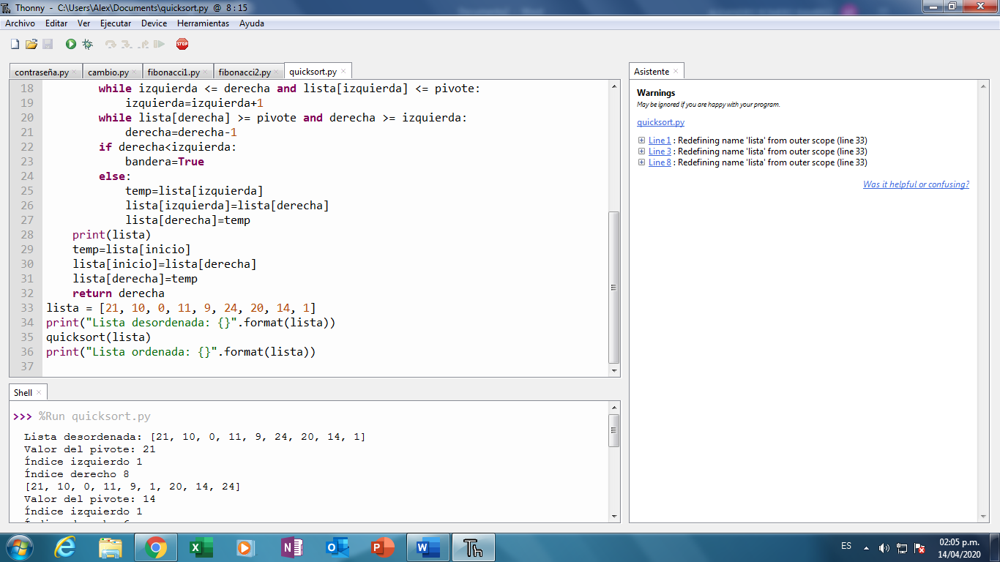 Thonny - C:\Users\Alex\Documents\quicksort.py @ 8 : 15
Archivo Editar Ver Ejecutar Device Herramientas Ayuda
STOP
contraseña.py cambio.py fibonacci1.py fibonacci2.py quicksort.py
18 while izquierda <= derecha and lista[izquierda] <= pivote:
19 izquierda=izquierda+1
20 while lista[derecha] >= pivote and derecha >= izquierda:
21 derecha=derecha-1
22 if derecha<izquierda:
23 bandera=True
24 else:
25 temp=lista[izquierda]
26 lista[izquierda]=lista[derecha]
27 lista[derecha]=temp
28 print(lista)
29 temp=lista[inicio]
30 lista[inicio]=lista[derecha]
31 lista[derecha]=temp
32 return derecha
33 lista = [21, 10, 0, 11, 9, 24, 20, 14, 1]
34 print("Lista desordenada: {}".format(lista))
35 quicksort(lista)
36 print("Lista ordenada: {}".format(lista))
37
Shell
>>> %Run quicksort.py
Lista desordenada: [21, 10, 0, 11, 9, 24, 20, 14, 1]
Valor del pivote: 21
Índice izquierdo 1
Índice derecho 8
[21, 10, 0, 11, 9, 1, 20, 14, 24]
Valor del pivote: 14
Índice izquierdo 1
Asistente
Warnings
May be ignored if you are happy with your program.
quicksort.py
Line 1 : Redefining name 'lista' from outer scope (line 33)
Line 3 : Redefining name 'lista' from outer scope (line 33)
Line 8 : Redefining name 'lista' from outer scope (line 33)
Was it helpful or confusing?
ES
02:05 p.m.
14/04/2020